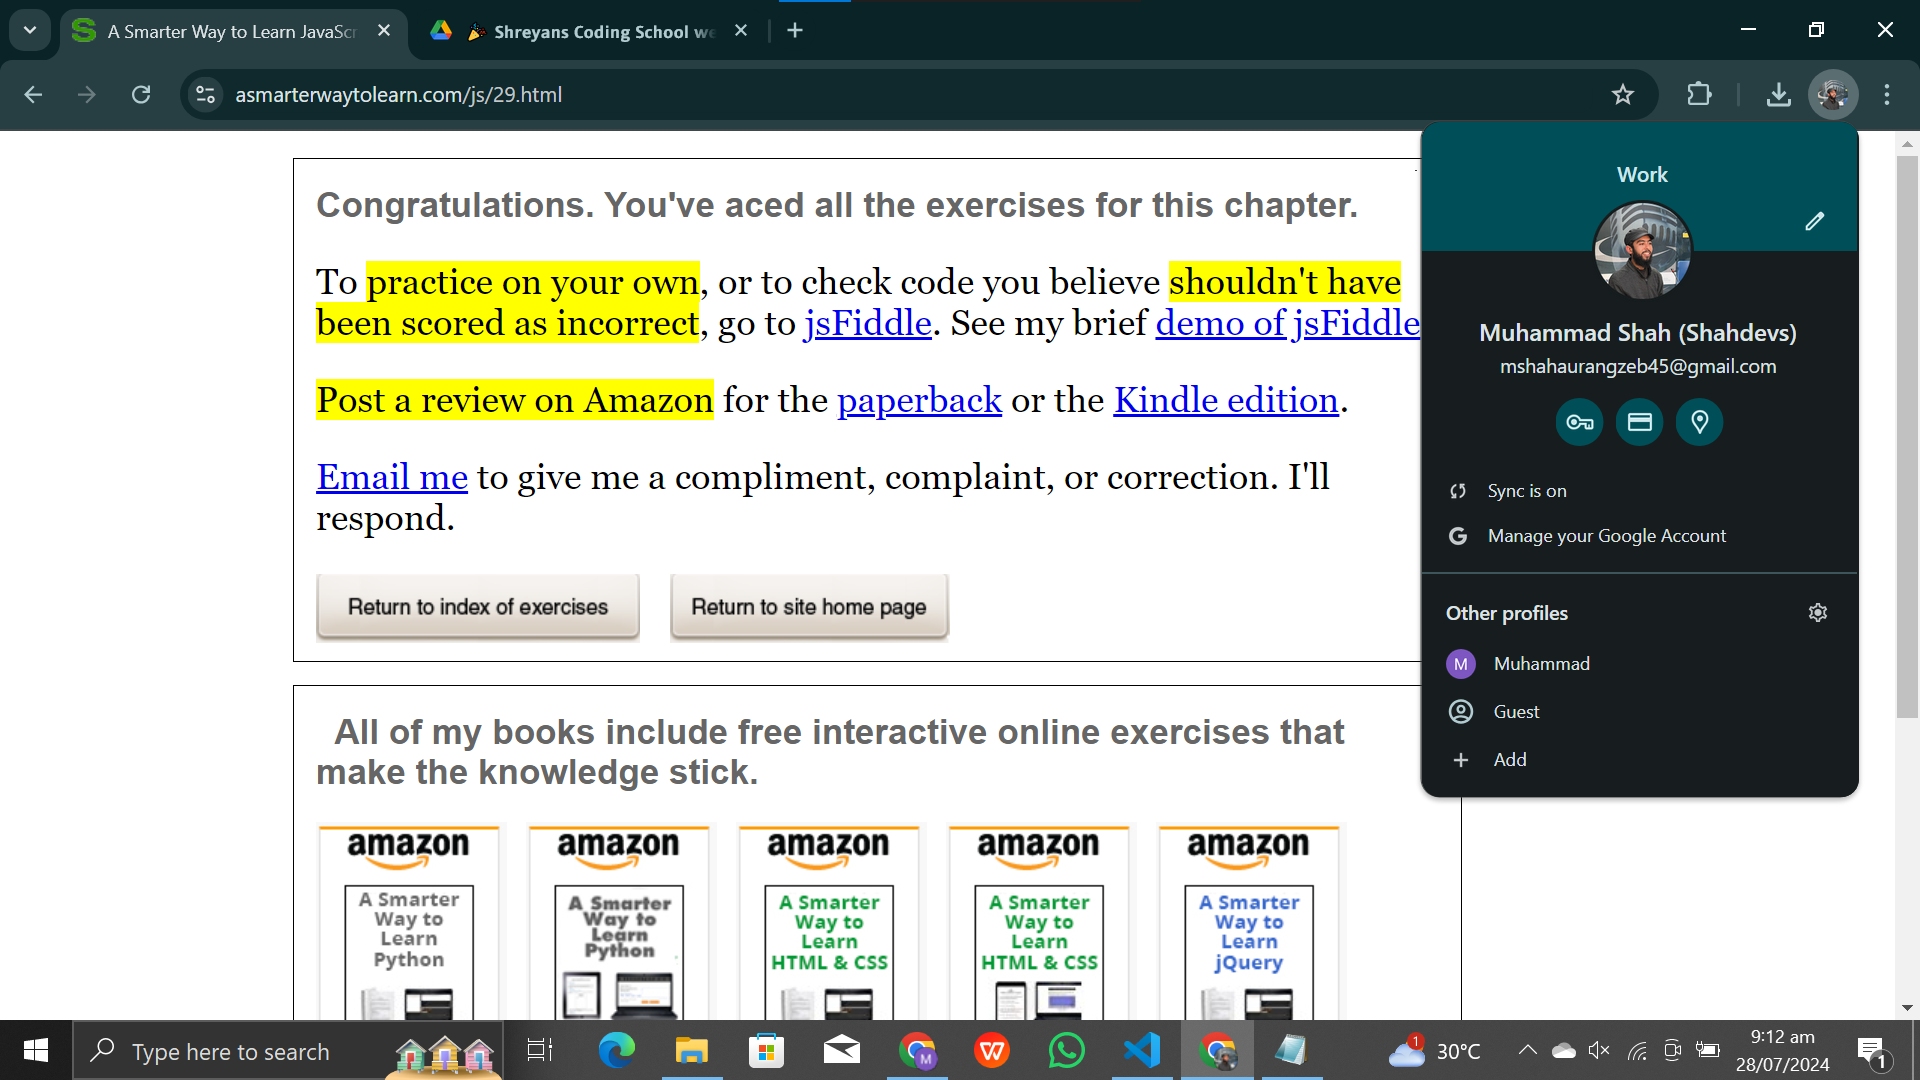 A Smarter Way to Learn JavaScr
Shreyans Coding School we
asmarterwaytolearn.com/js/29.html
Work
Muhammad Shah (Shahdevs)
mshahaurangzeb45@gmail.com
Sync is on
Manage your Google Account
Other profiles
M Muhammad
Guest
Add
Congratulations. You've aced all the exercises for this chapter.
To practice on your own, or to check code you believe shouldn't have
been scored as incorrect, go to jsFiddle. See my brief demo of jsFiddle
Post a review on Amazon for the paperback or the Kindle edition.
Email me to give me a compliment, complaint, or correction. I'll
respond.
Return to index of exercises Return to site home page
All of my books include free interactive online exercises that
make the knowledge stick.
amazon amazon amazon amazon amazon
A Smarter
Way to
Learn
Python
A Smarter
Way to
Learn
Python
A Smarter
Way to
Learn
HTML & CSS
A Smarter
Way to
Learn
HTML & CSS
A Smarter
Way to
Learn
jQuery
Type here to search
M
W
1
30°C
9:12 am
28/07/2024
1